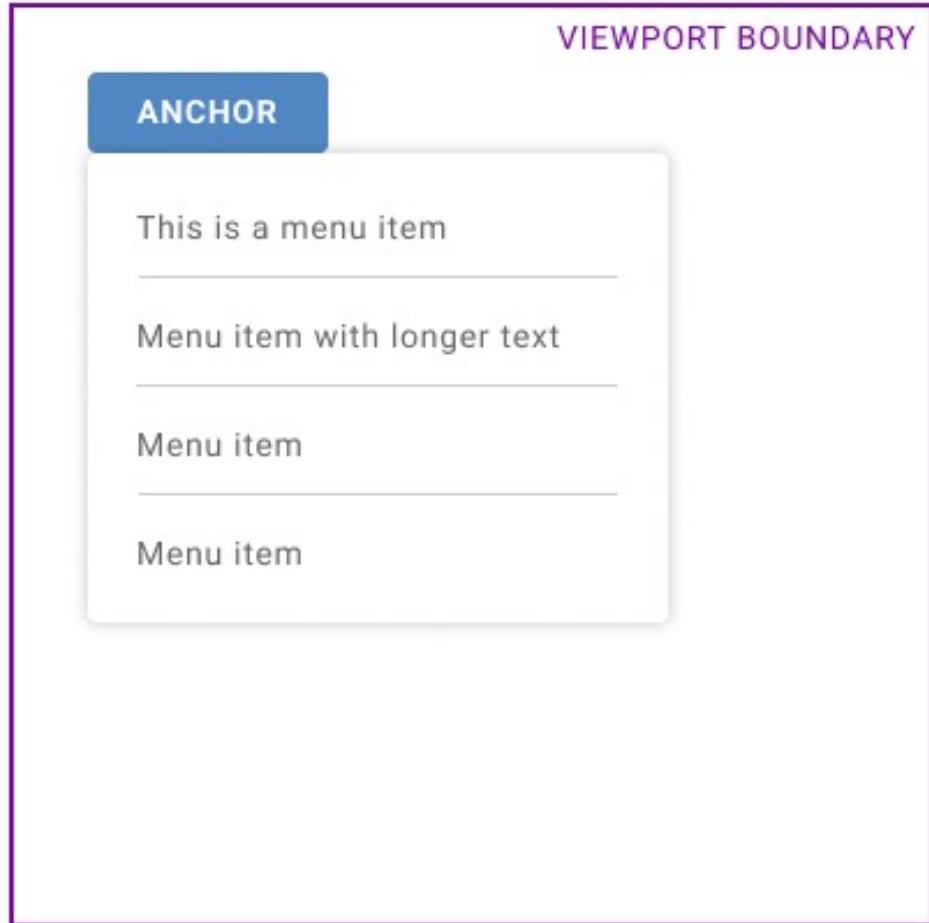 VIEWPORT BOUNDARY
ANCHOR
This is a menu item
Menu item with longer text
Menu item
Menu item